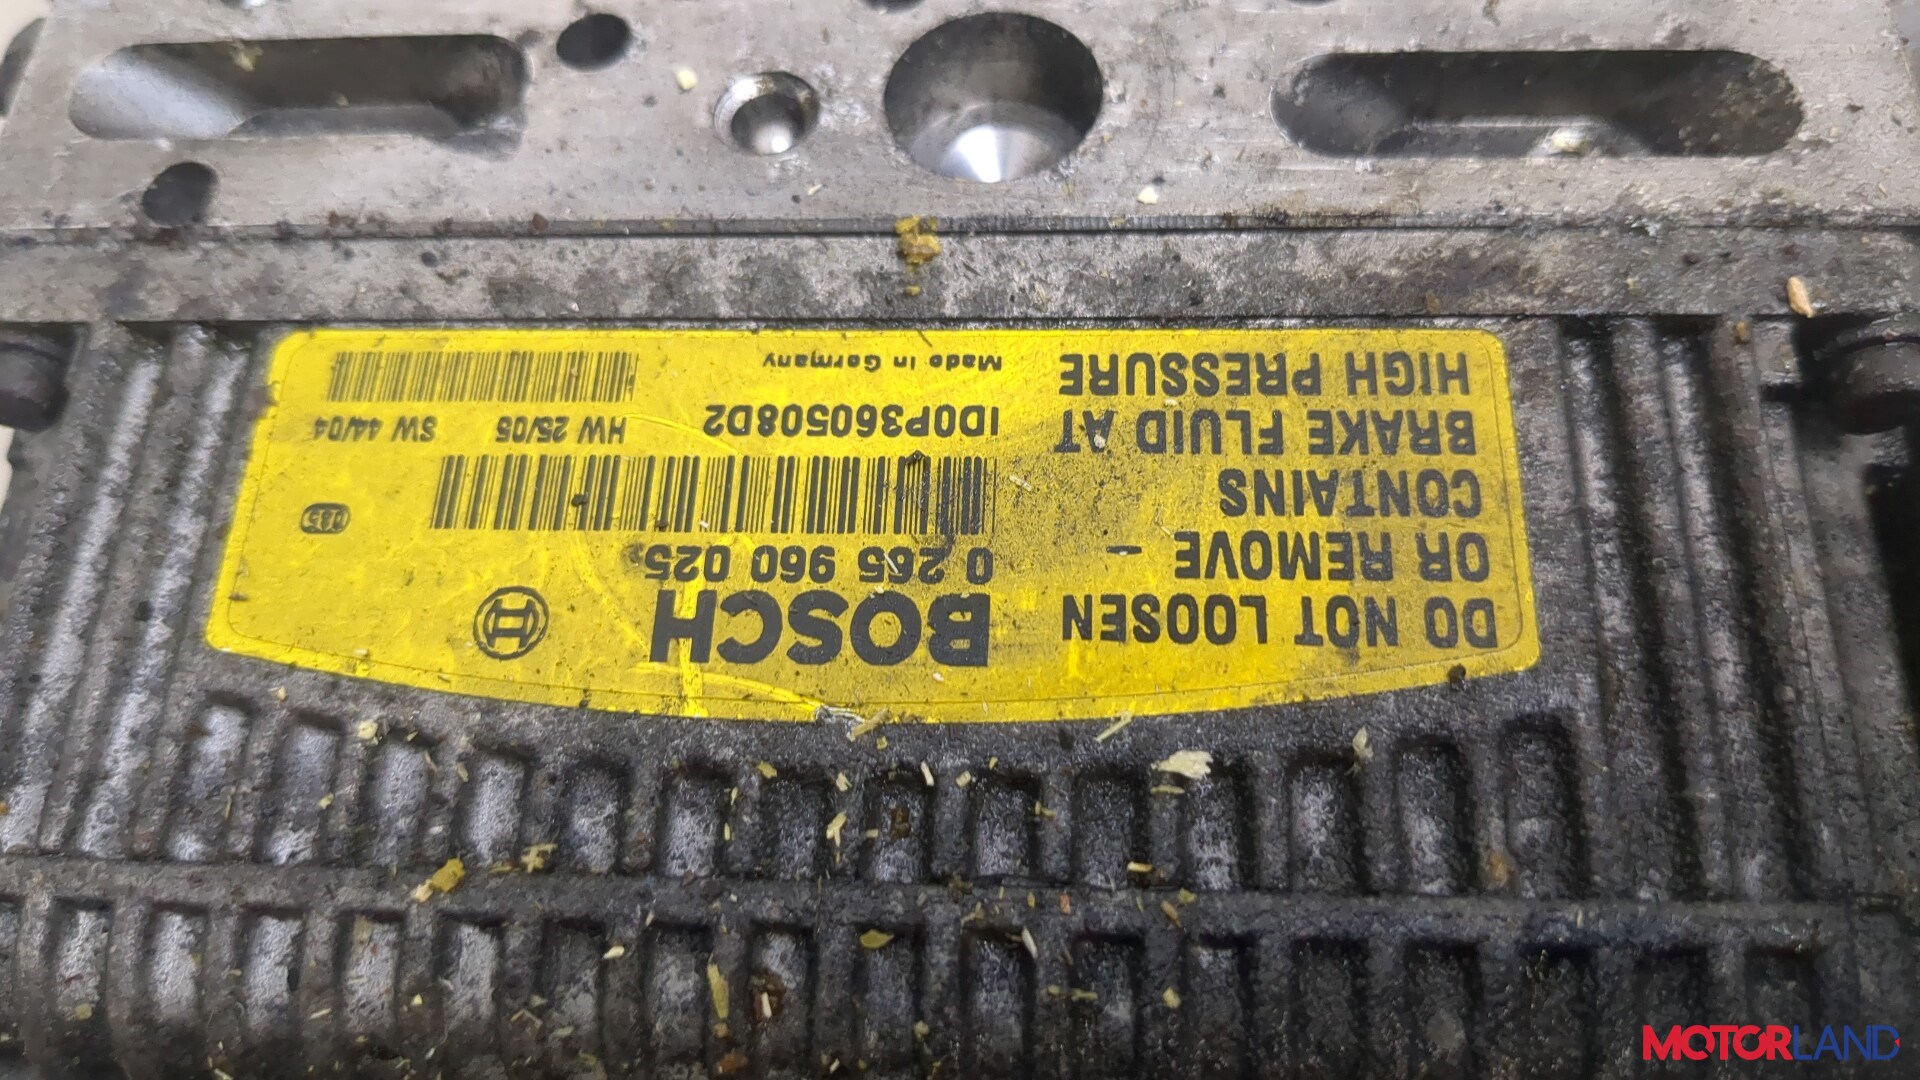 DO NOT LOOSEN
OR REMOVE –
CONTAINS
BRAKE FLUID AT
HIGH PRESSURE
BOSCH
0 265 960 025
ID0P360508D2
HW 25/05 SW 44/04
Made in Germany
MOTORLAND